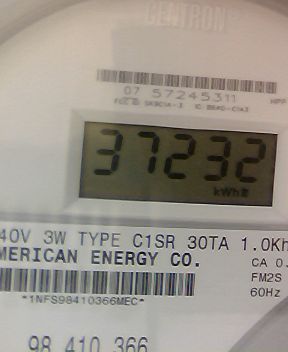 CENTRON®
07 57245311
37232
kWh
40V 3W TYPE C1SR 30TA 1.0Kh
MERICAN ENERGY CO.
CA 0.
FM2S
60Hz
*1NFS98410366MEC*
98 410 366